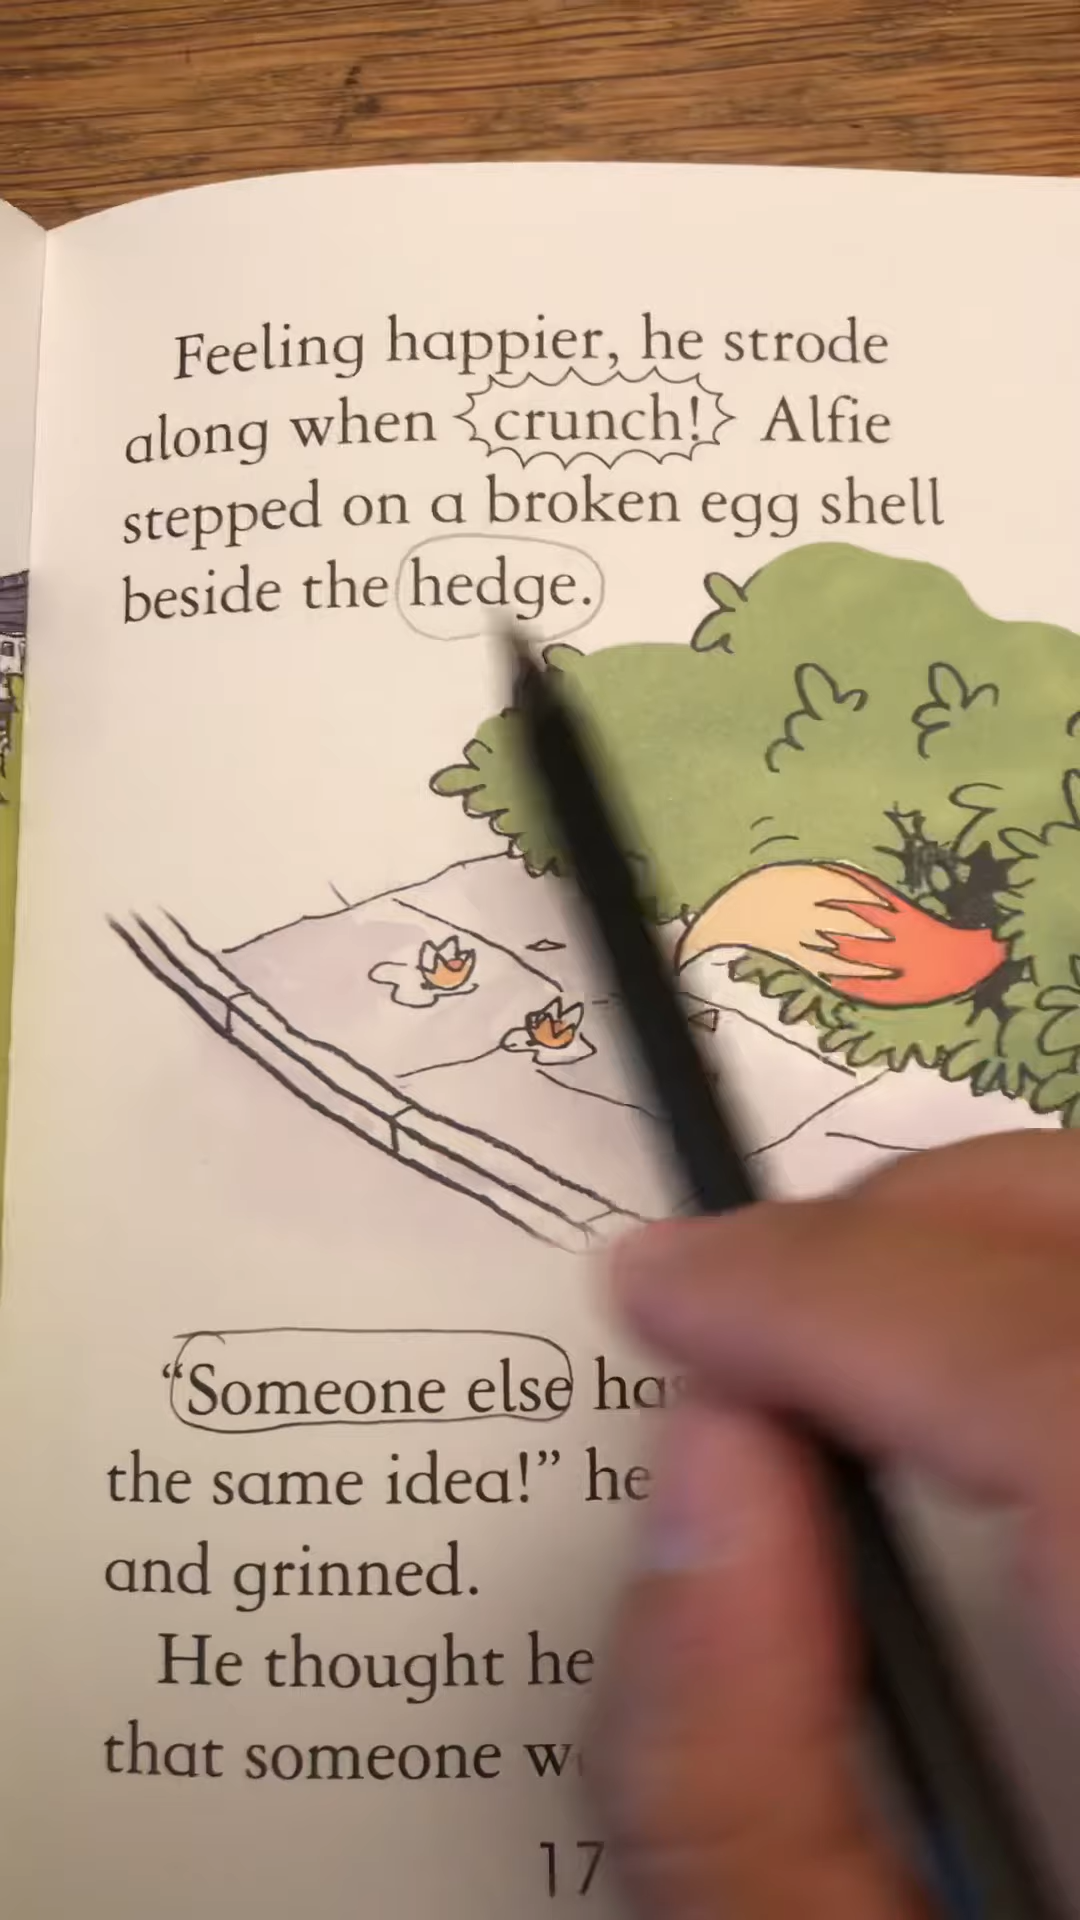 Feeling happier, he strode
along when crunch! Alfie
stepped on a broken egg shell
beside the hedge.
“Someone else
the same idea!” he
and grinned.
He thought he
that someone
17